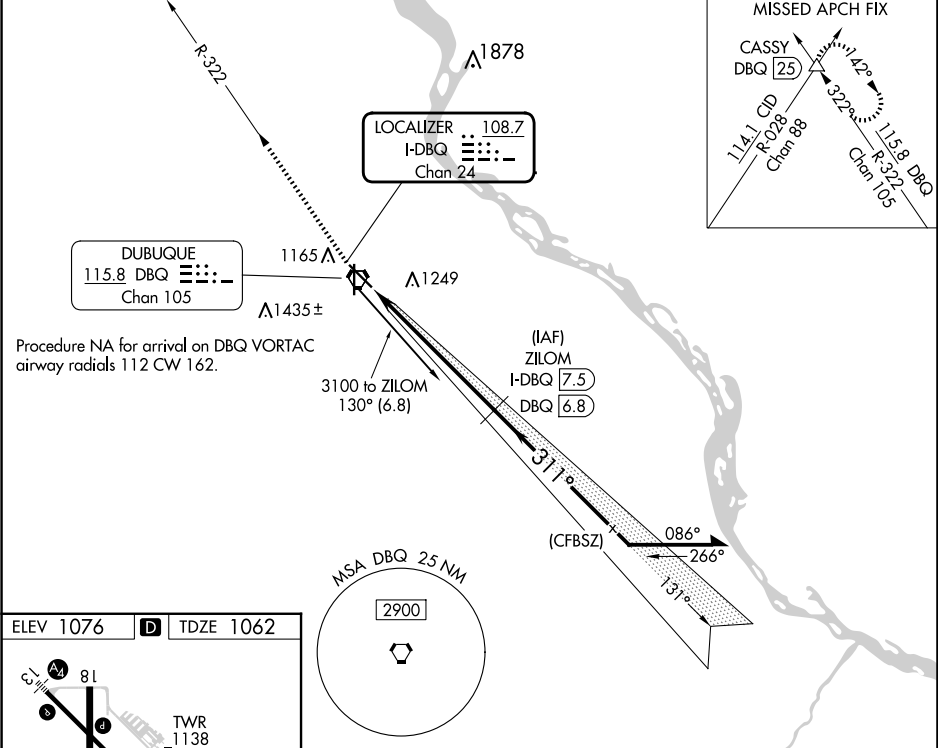 MISSED APCH FIX
CASSY
DBQ 25
142°
322°
114.1 CID
R-028
Chan 88
115.8 DBQ
R-322
Chan 105
R-322
1878
LOCALIZER 108.7
I-DBQ
Chan 24
DUBUQUE
115.8 DBQ
Chan 105
1165
1249
1435±
Procedure NA for arrival on DBQ VORTAC
airway radials 112 CW 162.
3100 to ZILOM
130° (6.8)
(IAF)
ZILOM
I-DBQ 7.5
DBQ 6.8
311°
(CFBSZ)
086°
266°
131°
MSA DBQ 25 NM
2900
ELEV 1076
D
TDZE 1062
13
A4
18
P
P
TWR
1138